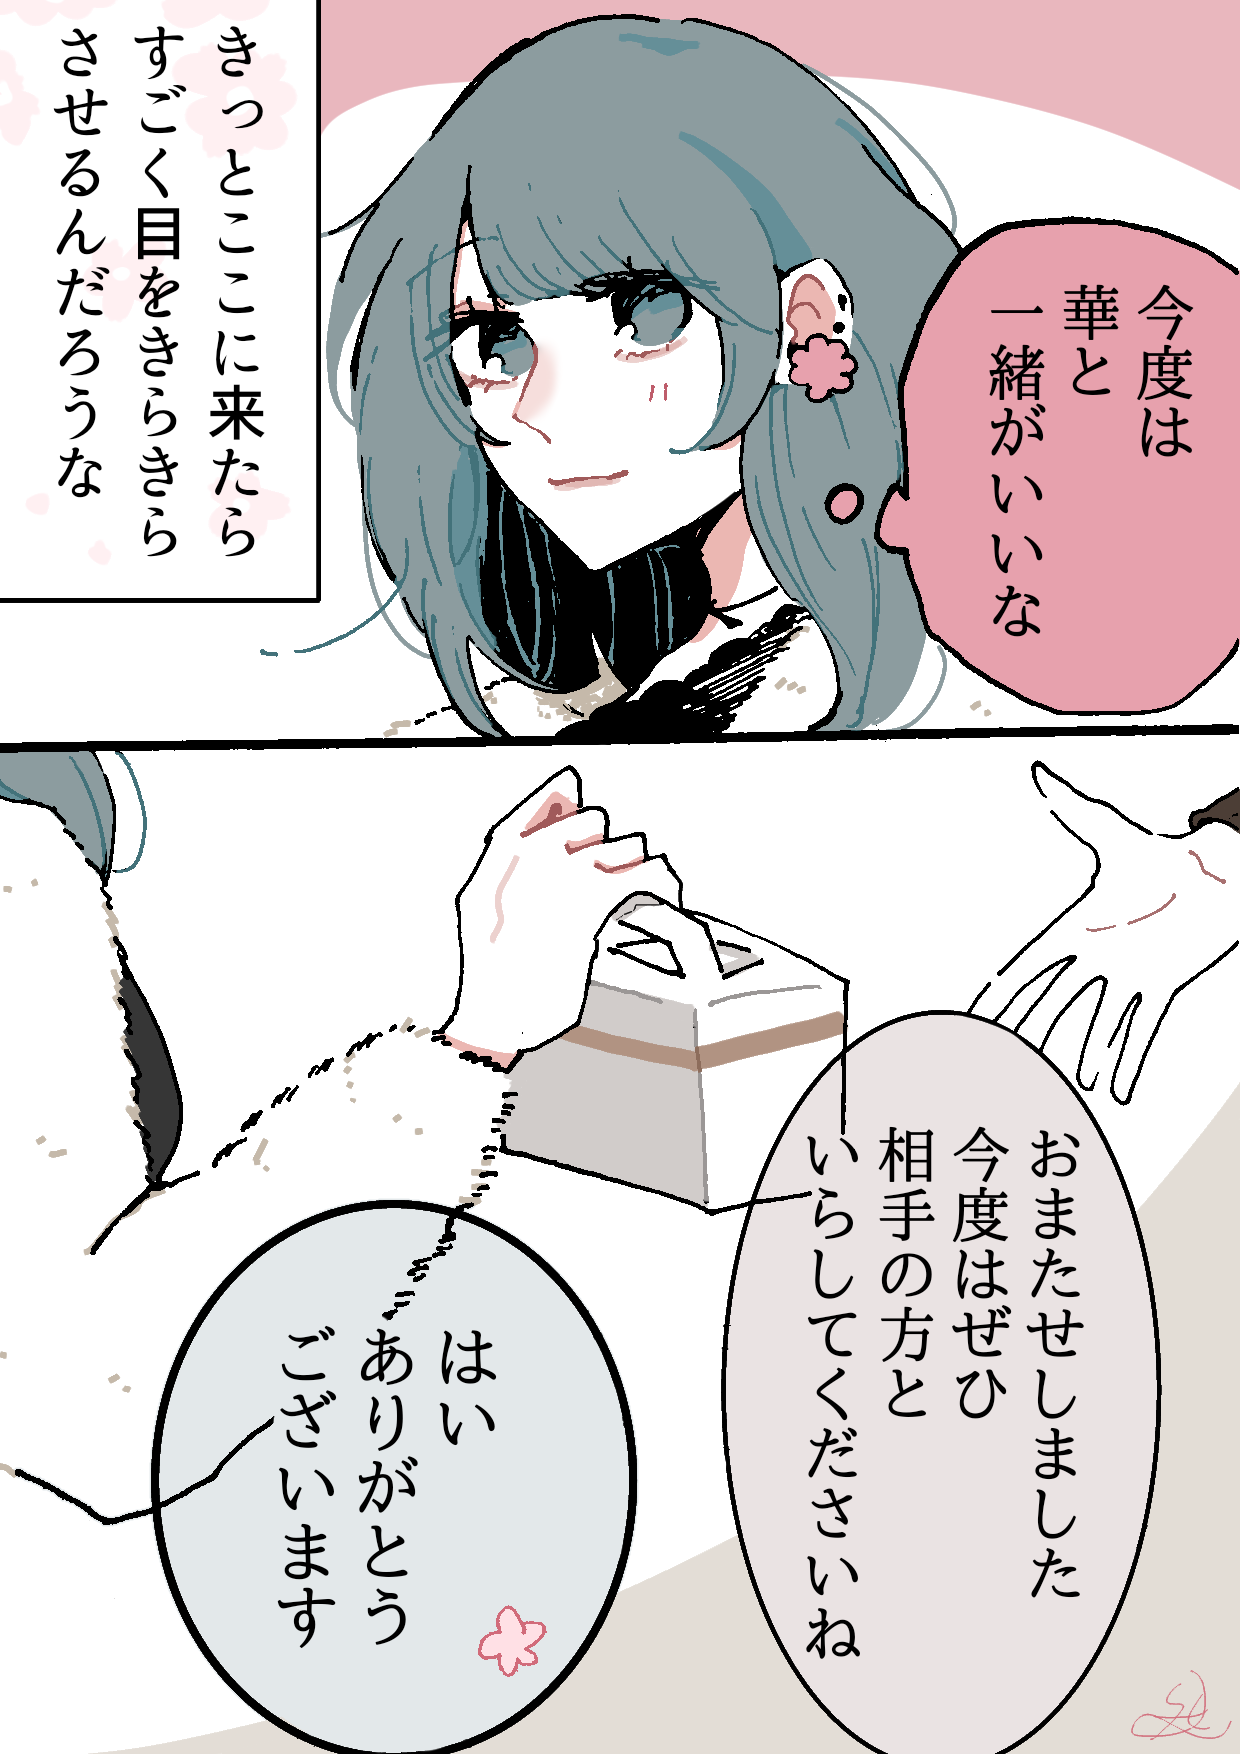 今度は
華と
一緒がいいな
きっとここに来たら
すごく目をきらきら
させるんだろうな
おまたせしました
今度はぜひ
相手の方と
いらしてくださいね
はい
ありがとう
ございます